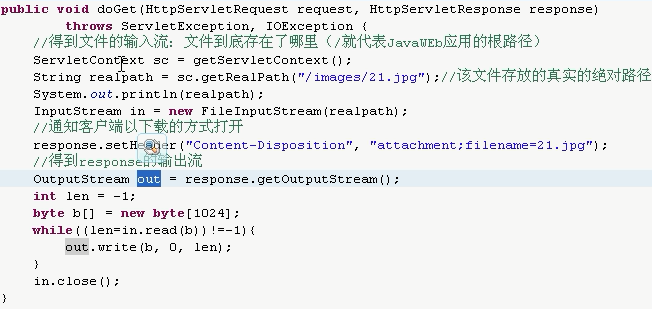 public void doGet(HttpServletRequest request, HttpServletResponse response)
throws ServletException, IOException {
//得到文件的输入流：文件到底存在了哪里（/就代表JavaWEb应用的根路径）
ServletContext sc = getServletContext();
String realpath = sc.getRealPath("/images/21.jpg");//该文件存放的真实的绝对路径
System.out.println(realpath);
InputStream in = new FileInputStream(realpath);
//通知客户端以下载的方式打开
response.setHeader("Content-Disposition", "attachment;filename=21.jpg");
//得到response的输出流
OutputStream out = response.getOutputStream();
int len = -1;
byte b[] = new byte[1024];
while((len=in.read(b))!=-1){
out.write(b, 0, len);
}
in.close();
}